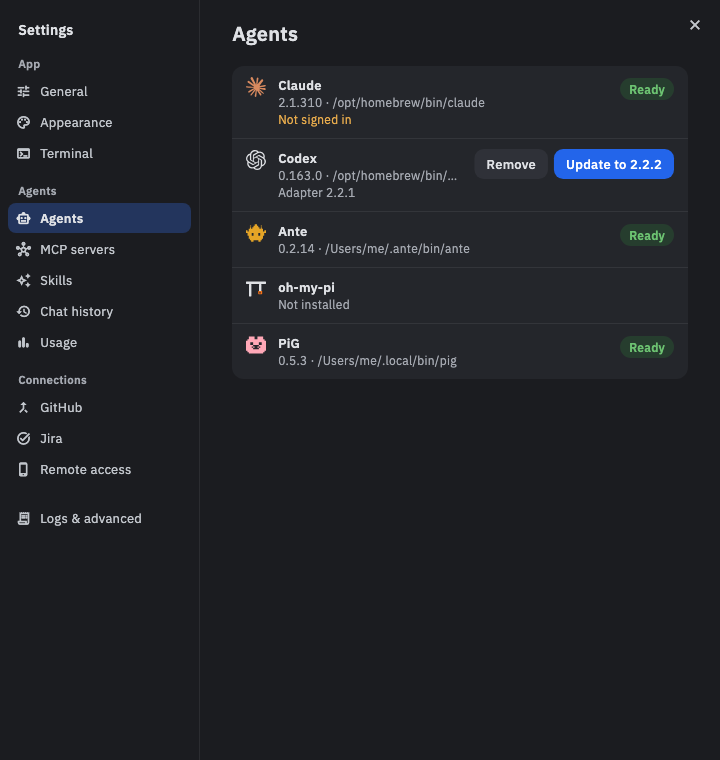 Settings
App
General
Appearance
Terminal
Agents
Agents
MCP servers
Skills
Chat history
Usage
Connections
GitHub
Jira
Remote access
Logs & advanced
Agents
Claude
2.1.310 · /opt/homebrew/bin/claude
Not signed in
Ready
Codex
0.163.0 · /opt/homebrew/bin/...
Adapter 2.2.1
Remove
Update to 2.2.2
Ante
0.2.14 · /Users/me/.ante/bin/ante
Ready
oh-my-pi
Not installed
PiG
0.5.3 · /Users/me/.local/bin/pig
Ready